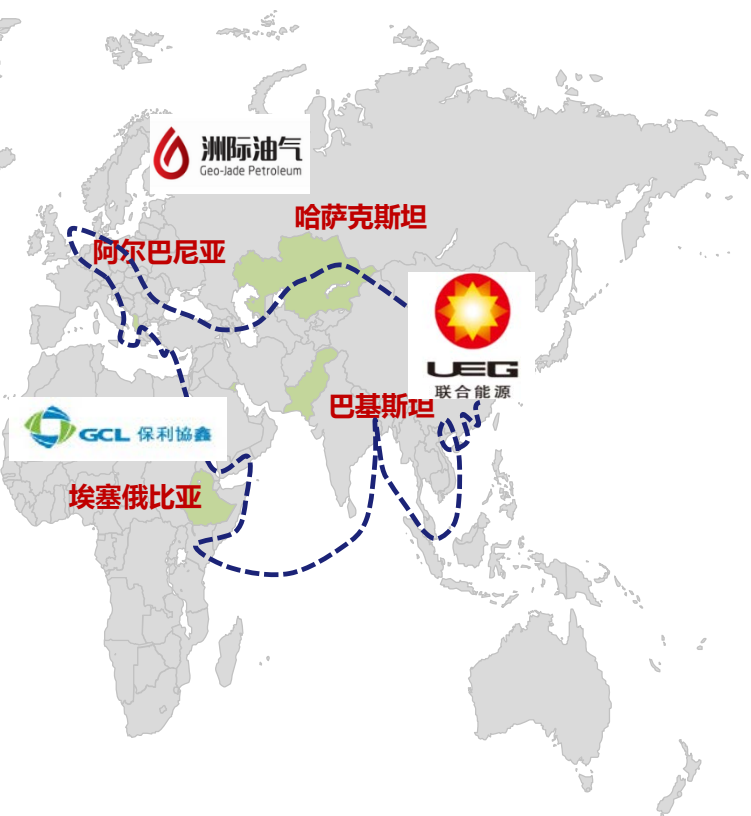 洲际油气
Geo-Jade Petroleum
哈萨克斯坦
阿尔巴尼亚
UEG
联合能源
巴基斯坦
GCL 保利協鑫
埃塞俄比亚